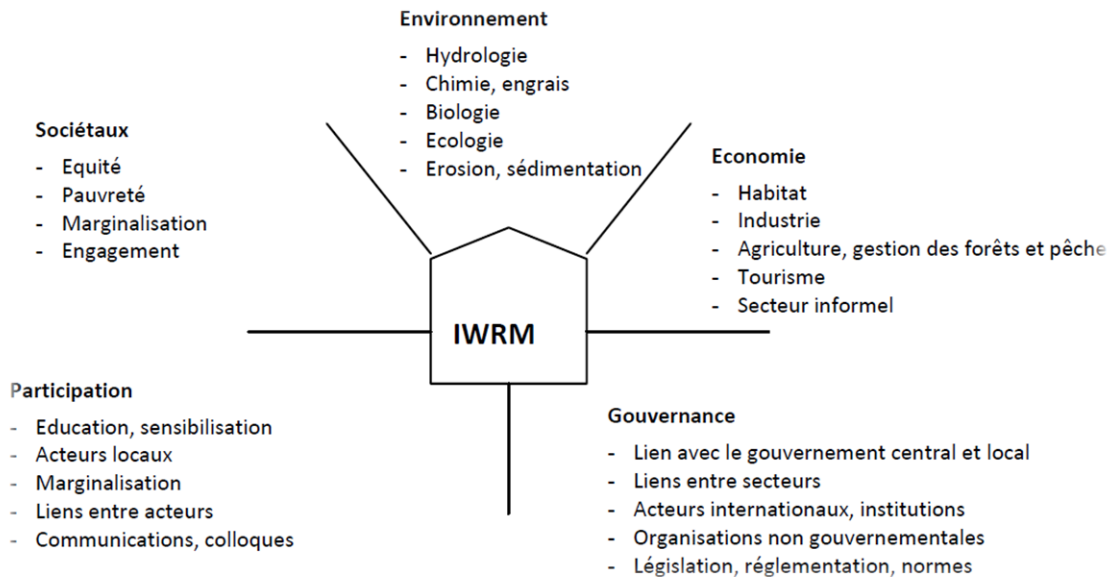 Environnement
- Hydrologie
- Chimie, engrais
- Biologie
- Ecologie
- Erosion, sédimentation
Sociétaux
- Equité
- Pauvreté
- Marginalisation
- Engagement
Economie
- Habitat
- Industrie
- Agriculture, gestion des forêts et pêche
- Tourisme
- Secteur informel
IWRM
Participation
- Education, sensibilisation
- Acteurs locaux
- Marginalisation
- Liens entre acteurs
- Communications, colloques
Gouvernance
- Lien avec le gouvernement central et local
- Liens entre secteurs
- Acteurs internationaux, institutions
- Organisations non gouvernementales
- Législation, réglementation, normes